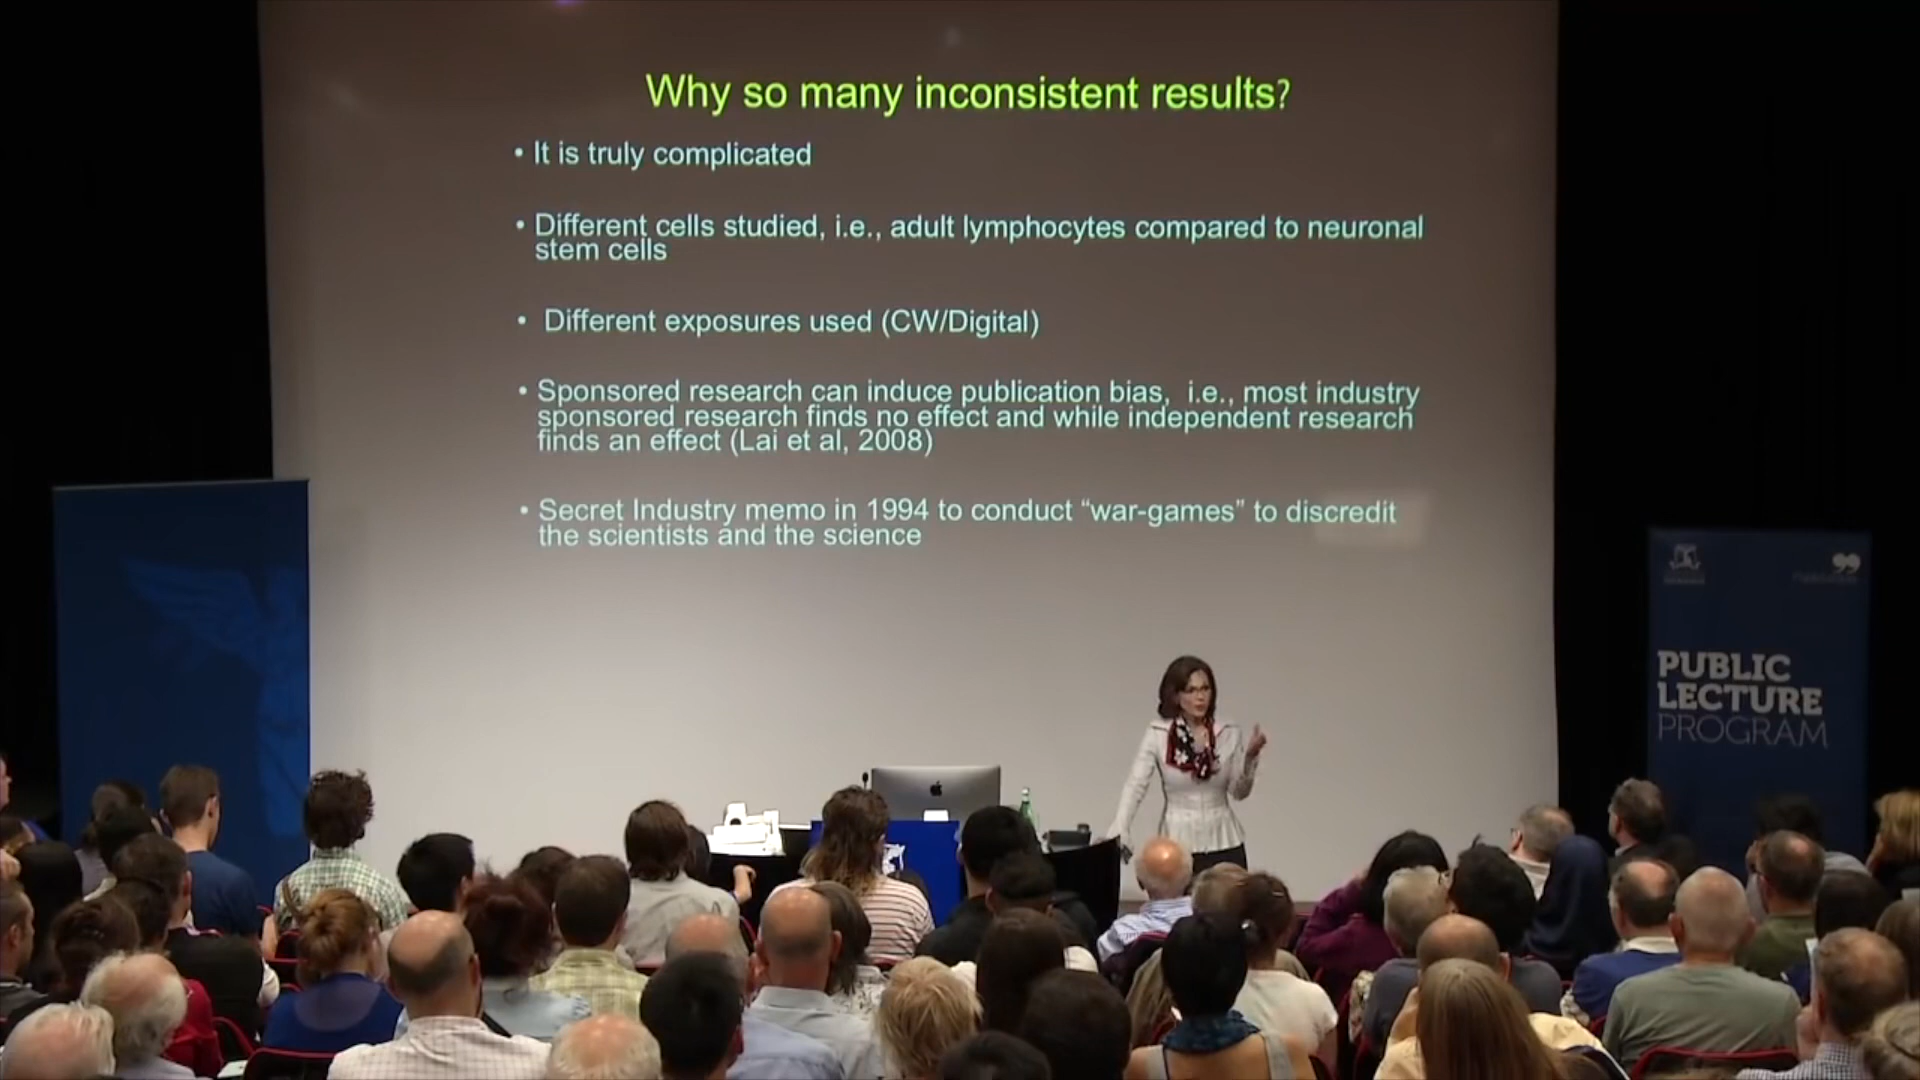 Why so many inconsistent results?
• It is truly complicated
• Different cells studied, i.e., adult lymphocytes compared to neuronal
stem cells
• Different exposures used (CW/Digital)
• Sponsored research can induce publication bias, i.e., most industry
sponsored research finds no effect and while independent research
finds an effect (Lai et al, 2008)
• Secret Industry memo in 1994 to conduct “war-games” to discredit
the scientists and the science
PUBLIC
LECTURE
PROGRAM